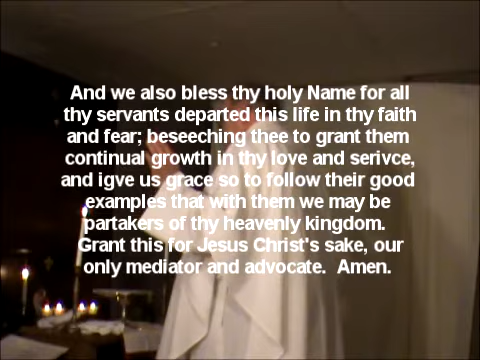 And we also bless thy holy Name for all
thy servants departed this life in thy faith
and fear; beseeching thee to grant them
continual growth in thy love and serivce,
and igve us grace so to follow their good
examples that with them we may be
partakers of thy heavenly kingdom.
Grant this for Jesus Christ's sake, our
only mediator and advocate.  Amen.